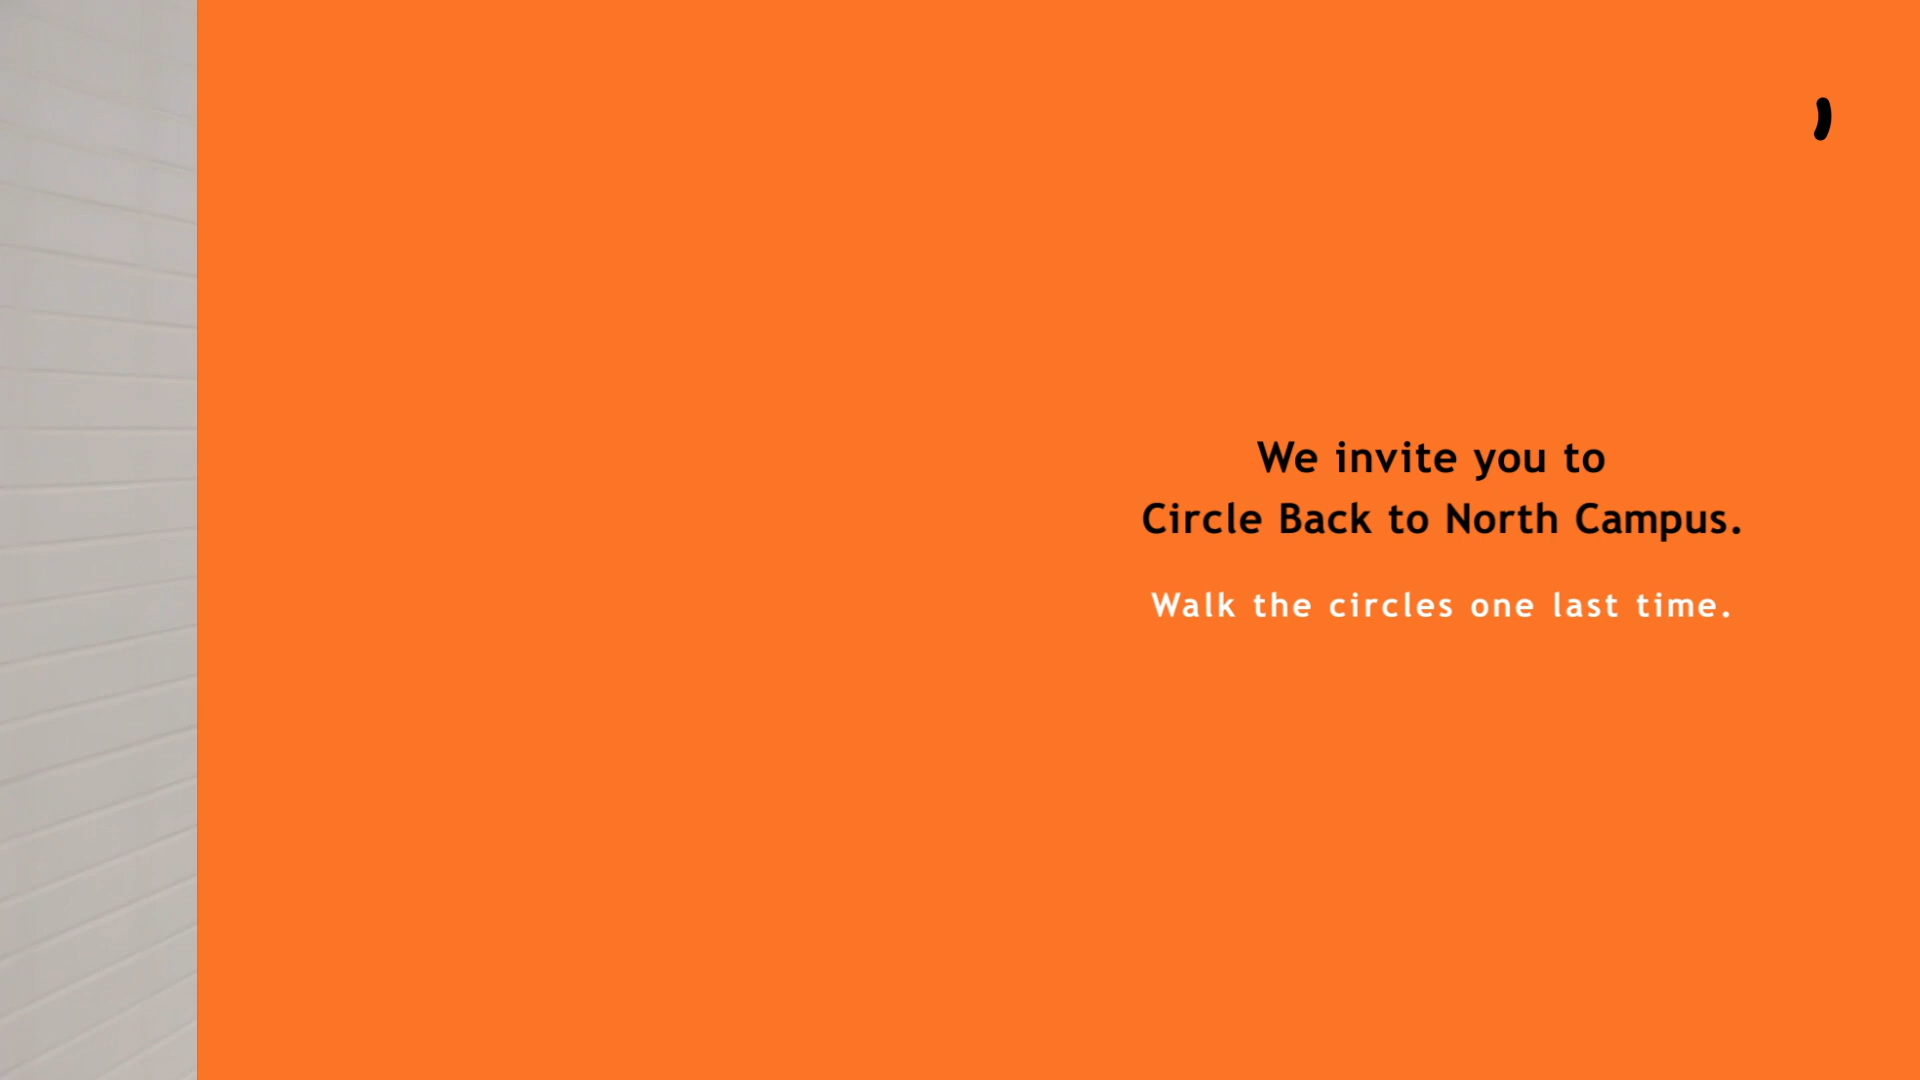 We invite you to
Circle Back to North Campus.
Walk the circles one last time.